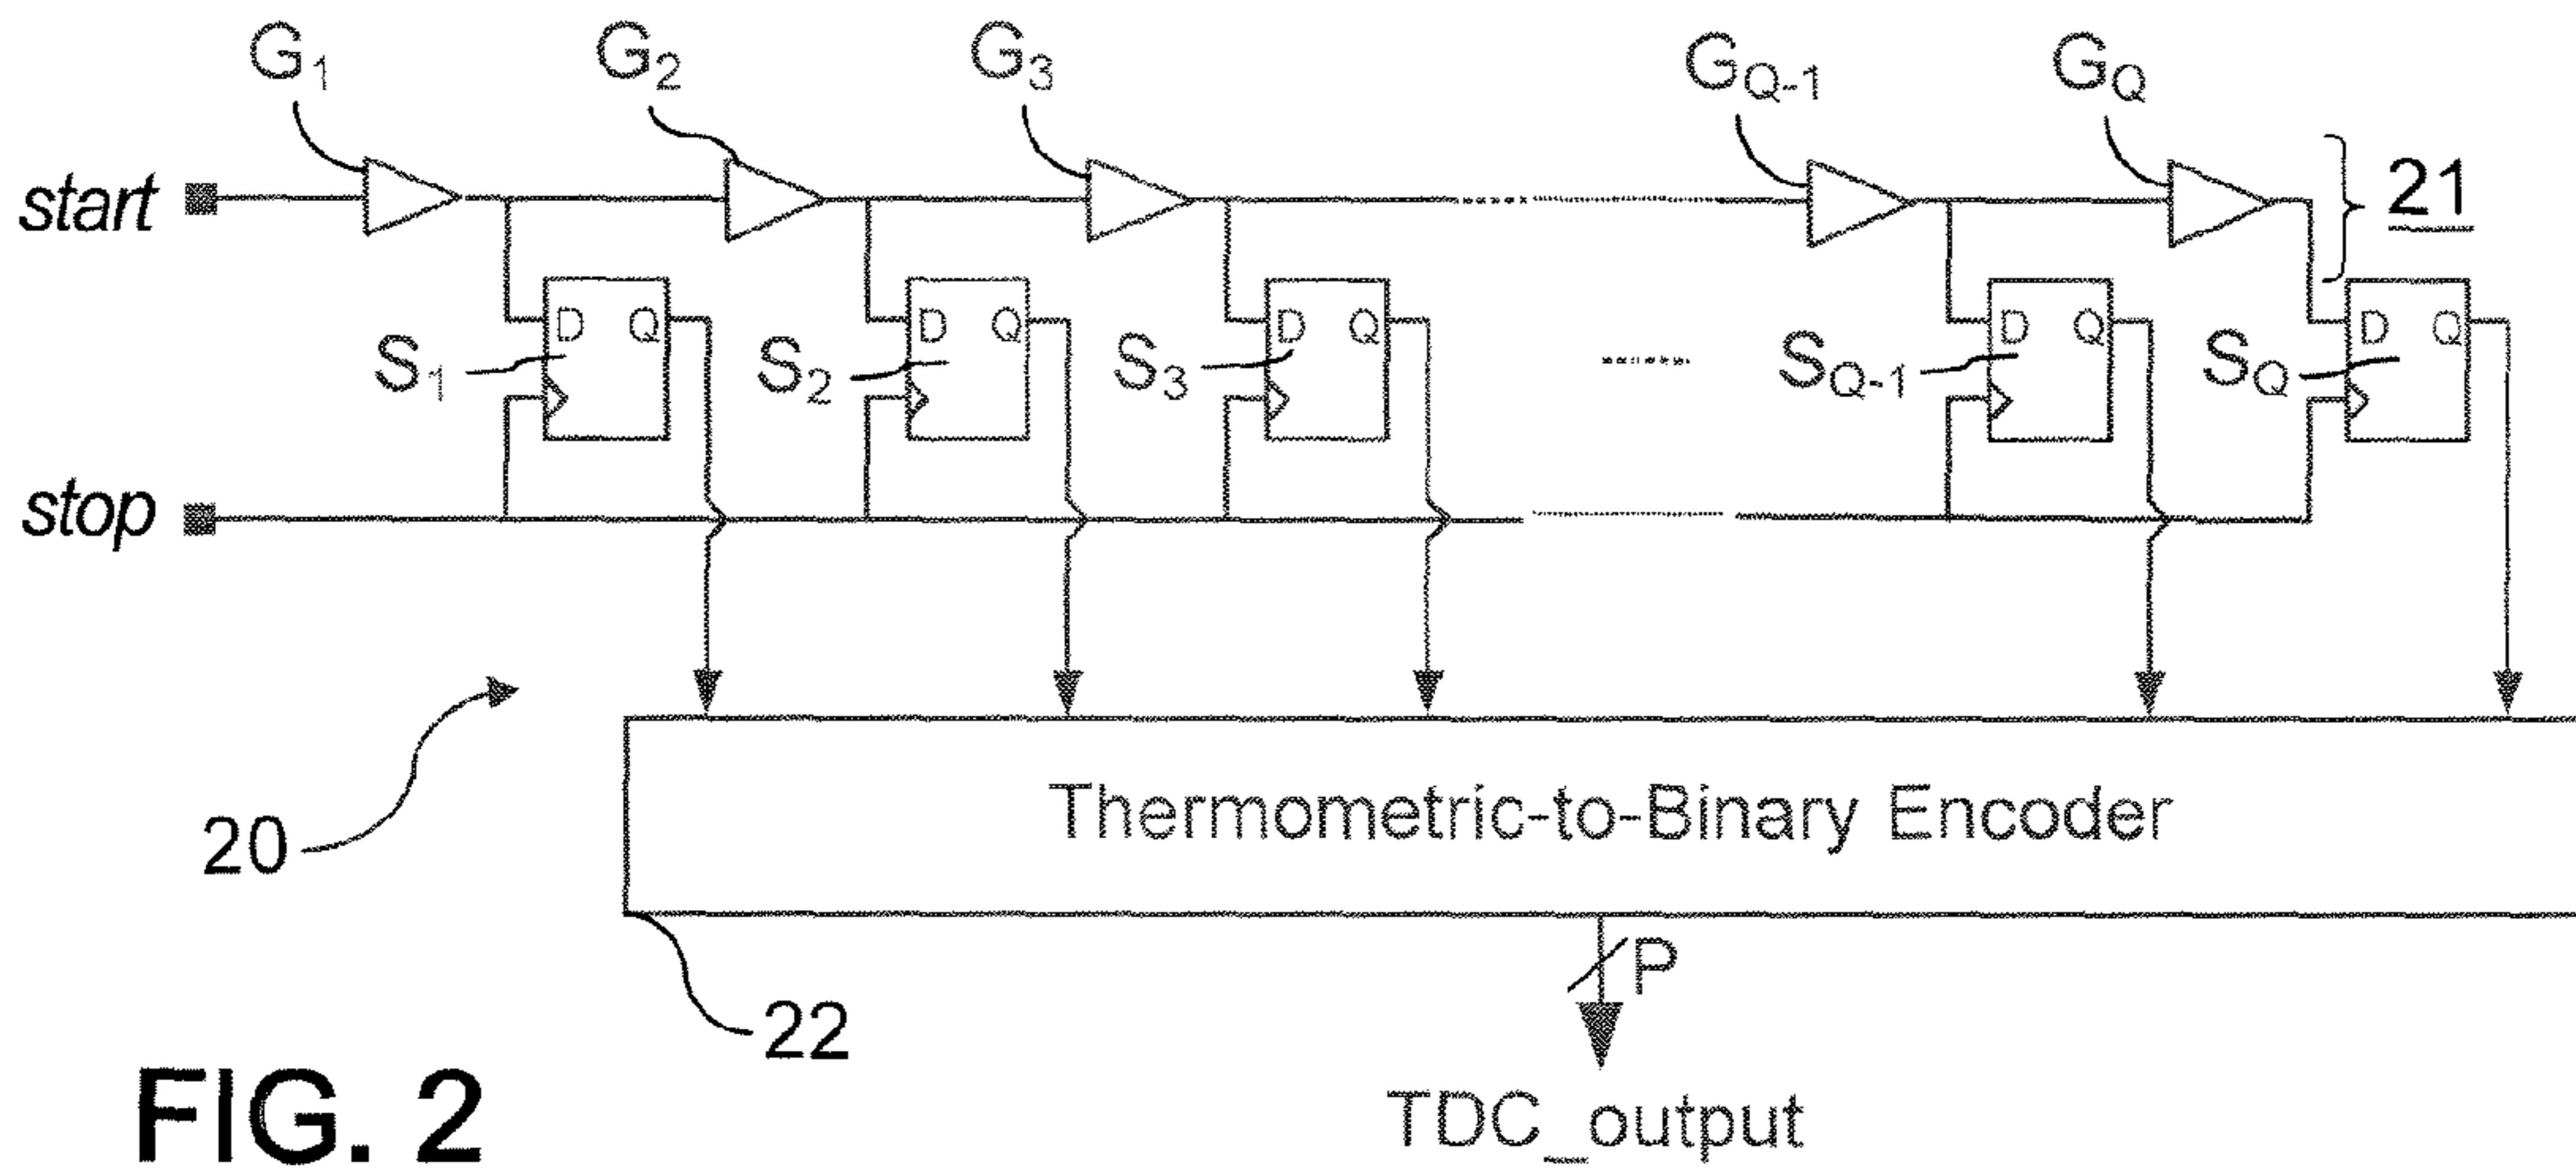 G1 G2 G3 GQ-1 GQ
start 21
D Q D Q D Q D Q D Q
S1 S2 S3 SQ-1 SQ
stop
20
Thermometric-to-Binary Encoder
P
22
TDC_output
FIG. 2